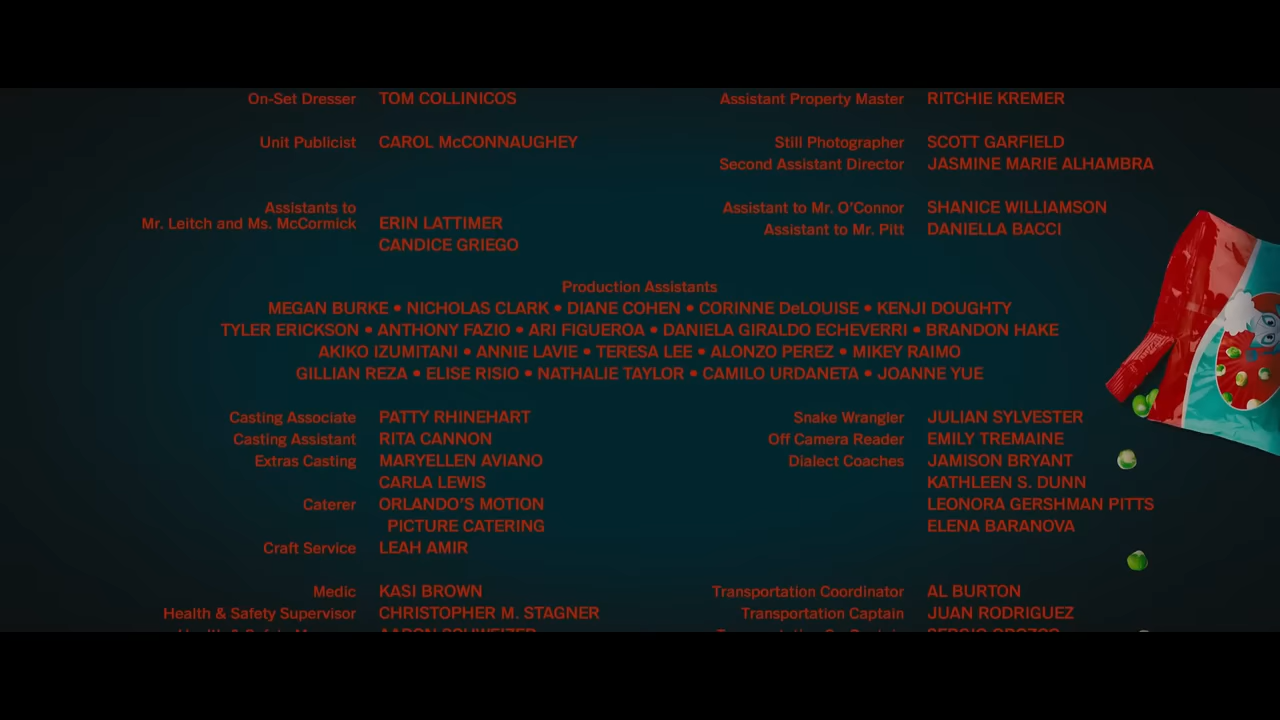 On-Set Dresser TOM COLLINICOS
Assistant Property Master RITCHIE KREMER
Unit Publicist CAROL McCONNAUGHEY
Still Photographer SCOTT GARFIELD
Second Assistant Director JASMINE MARIE ALHAMBRA
Assistants to
Mr. Leitch and Ms. McCormick ERIN LATTIMER
CANDICE GRIEGO
Assistant to Mr. O'Connor SHANICE WILLIAMSON
Assistant to Mr. Pitt DANIELLA BACCI
Production Assistants
MEGAN BURKE • NICHOLAS CLARK • DIANE COHEN • CORINNE DeLOUISE • KENJI DOUGHTY
TYLER ERICKSON • ANTHONY FAZIO • ARI FIGUEROA • DANIELA GIRALDO ECHEVERRI • BRANDON HAKE
AKIKO IZUMITANI • ANNIE LAVIE • TERESA LEE • ALONZO PEREZ • MIKEY RAIMO
GILLIAN REZA • ELISE RISIO • NATHALIE TAYLOR • CAMILO URDANETA • JOANNE YUE
Casting Associate PATTY RHINEHART
Casting Assistant RITA CANNON
Extras Casting MARYELLEN AVIANO
CARLA LEWIS
Caterer ORLANDO'S MOTION
PICTURE CATERING
Craft Service LEAH AMIR
Snake Wrangler JULIAN SYLVESTER
Off Camera Reader EMILY TREMAINE
Dialect Coaches JAMISON BRYANT
KATHLEEN S. DUNN
LEONORA GERSHMAN PITTS
ELENA BARANOVA
Medic KASI BROWN
Health & Safety Supervisor CHRISTOPHER M. STAGNER
Transportation Coordinator AL BURTON
Transportation Captain JUAN RODRIGUEZ